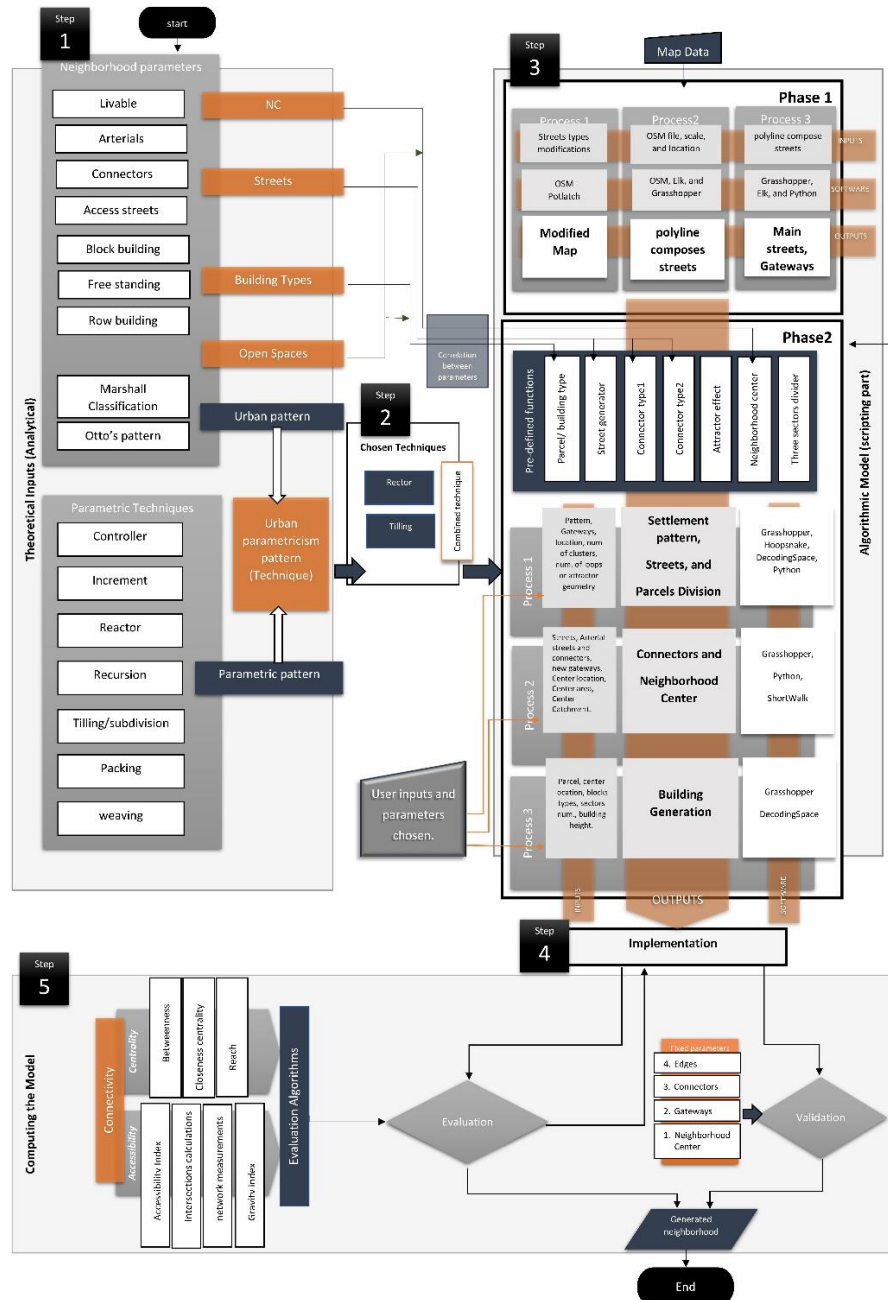 start
Step
1
Neighborhood parameters
Livable
Arterials
Connectors
Access streets
Block building
Free standing
Row building
Marshall
Classification
Otto's pattern
NC
Streets
Building Types
Open Spaces
Urban pattern
Theoretical Inputs (Analytical)
Parametric Techniques
Controller
Increment
Reactor
Recursion
Tilling/subdivision
Packing
weaving
Urban
parametricism
pattern
(Technique)
Parametric pattern
Correlation
between
parameters
Step
2
Chosen Techniques
Rector
Tilling
Combined technique
Step
3
Map Data
Phase 1
Process 1
Process2
Process 3
Streets types
modifications
OSM file, scale,
and location
polyline compose
streets
INPUTS
OSM
Potlatch
OSM, Elk, and
Grasshopper
Grasshopper,
Elk, and Python
SOFTWARE
Modified
Map
polyline
composes
streets
Main
streets,
Gateways
OUTPUTS
Phase2
Pre-defined functions
Parcel/ building type
Street generator
Connector type1
Connector type2
Attractor effect
Neighborhood center
Three sectors divider
Algorithmic Model (scripting part)
Process 1
Pattern,
Gateways,
location, num
of clusters,
num. of loops
or attractor
geometry
Settlement
pattern,
Streets, and
Parcels Division
Grasshoppur,
Hoopsnake,
DecodingSpace,
Python
Process 2
Streets, Arterial
streets and
connectors,
new gateways.
Center location,
Center area,
Center
Catchment.
Connectors and
Neighborhood
Center
Grasshopper,
Python,
ShortWalk
Process 3
Parcel, center
ocation, blocks
types, sectors
num., building
height.
Building
Generation
Grasshopper
DecodingSpace
User inputs and
parameters
chosen.
INPUTS
OUTPUTS
SOFTWARE
Step
4
Implementation
Step
5
Computing the Model
Connectivity
Centrality
Betweenness
Closeness centrality
Reach
Accessibility
Accessibility Index
Intersections calculations
network measurements
Gravity index
Evaluation Algorithms
Evaluation
Fixed parameters
4. Edges
3. Connectors
2. Gateways
1. Neighborhood
Center
Validation
Generated
neighborhood
End